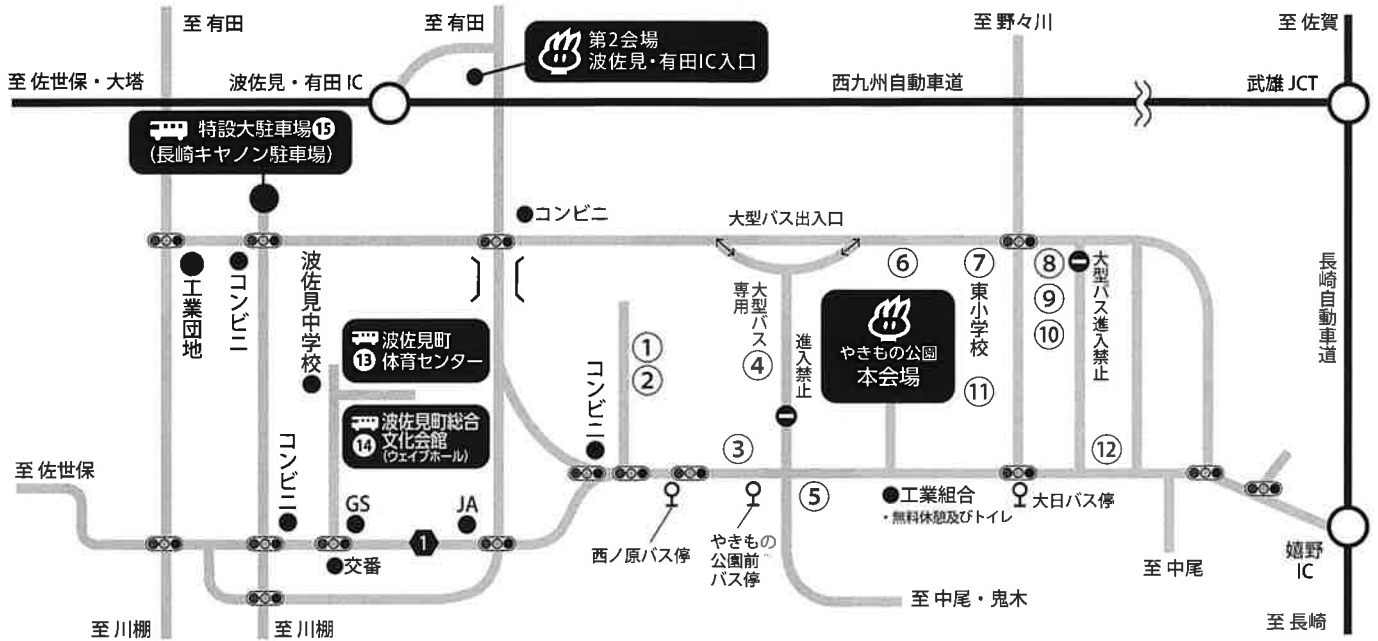 至 有田
至 有田
第2会場
波佐見・有田IC入口
至 野々川
至 佐賀
至 佐世保・大塔
波佐見・有田 IC
西九州自動車道
武雄 JCT
特設大駐車場⑮
(長崎キヤノン駐車場)
コンビニ
大型バス出入口
工業団地
コンビニ
波佐見中学校
波佐見町
⑬ 体育センター
波佐見町総合
⑭ 文化会館
(ウェイブホール)
コンビニ
①
②
大型バス
専用
④
進入禁止
⑥
やきもの公園
本会場
⑦
東小学校
⑪
⑧
⑨
⑩
大型バス進入禁止
長崎自動車道
至 佐世保
コンビニ
GS
JA
1
交番
③
⑤
⑫
西ノ原バス停
やきもの
公園前
バス停
工業組合
・無料休憩及びトイレ
大日バス停
至 中尾
至 中尾・鬼木
嬉野
IC
至 川棚
至 川棚
至 長崎